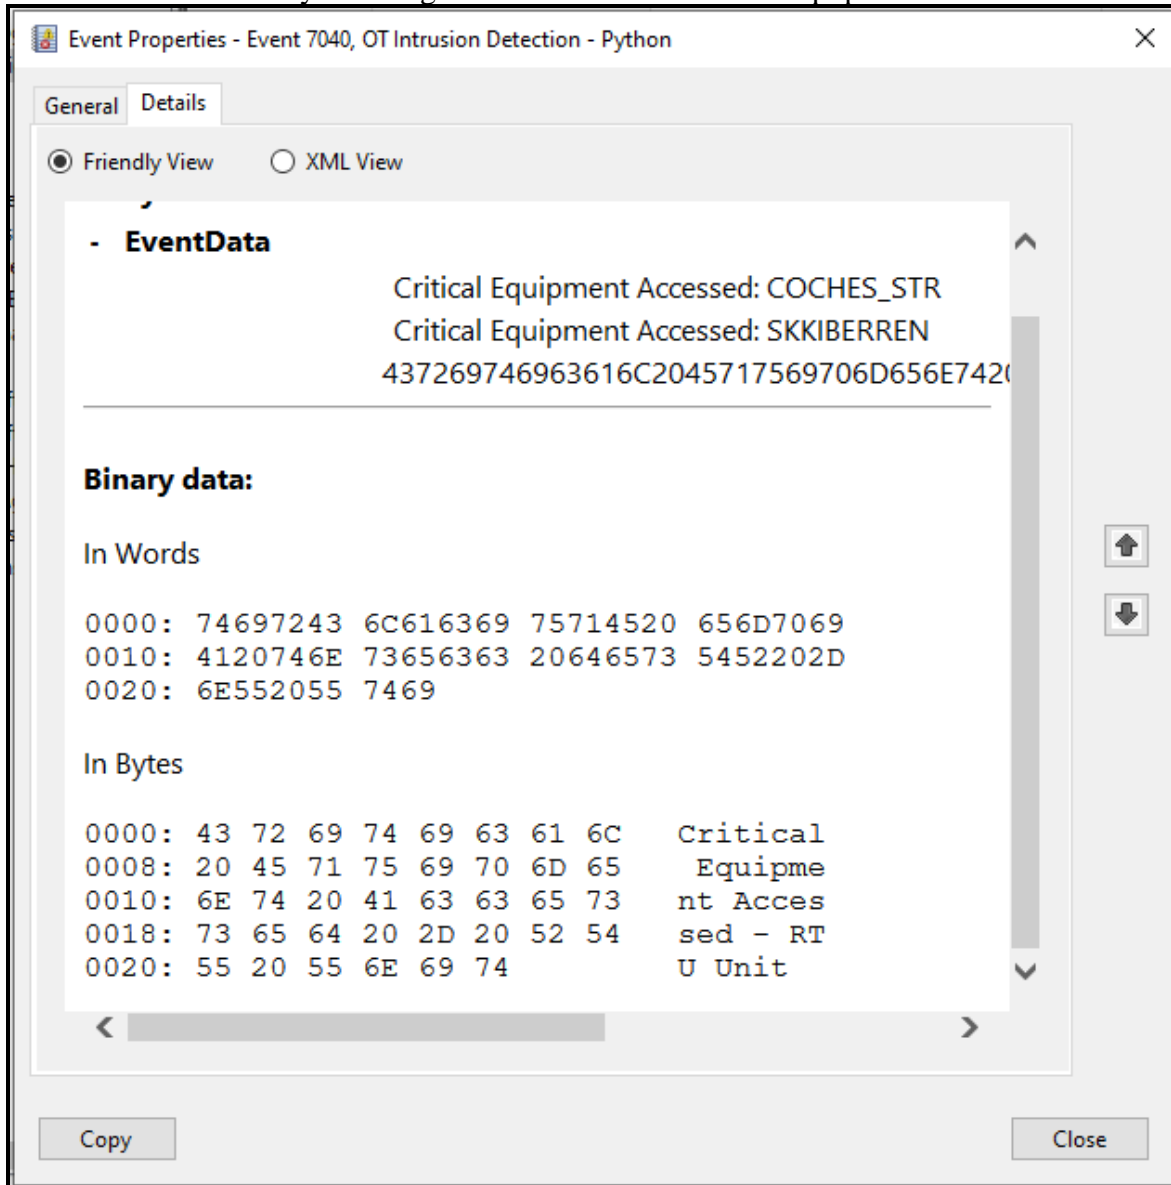 Event Properties - Event 7040, OT Intrusion Detection - Python
General Details
Friendly View XML View
- EventData
Critical Equipment Accessed: COCHES_STR
Critical Equipment Accessed: SKKIBERREN
437269746963616C2045717569706D656E7420
Binary data:
In Words
0000: 74697243 6C616369 75714520 656D7069
0010: 4120746E 73656363 20646573 5452202D
0020: 6E552055 7469
In Bytes
0000: 43 72 69 74 69 63 61 6C Critical
0008: 20 45 71 75 69 70 6D 65 Equipme
0010: 6E 74 20 41 63 63 65 73 nt Acces
0018: 73 65 64 20 2D 20 52 54 sed - RT
0020: 55 20 55 6E 69 74 U Unit
Copy Close